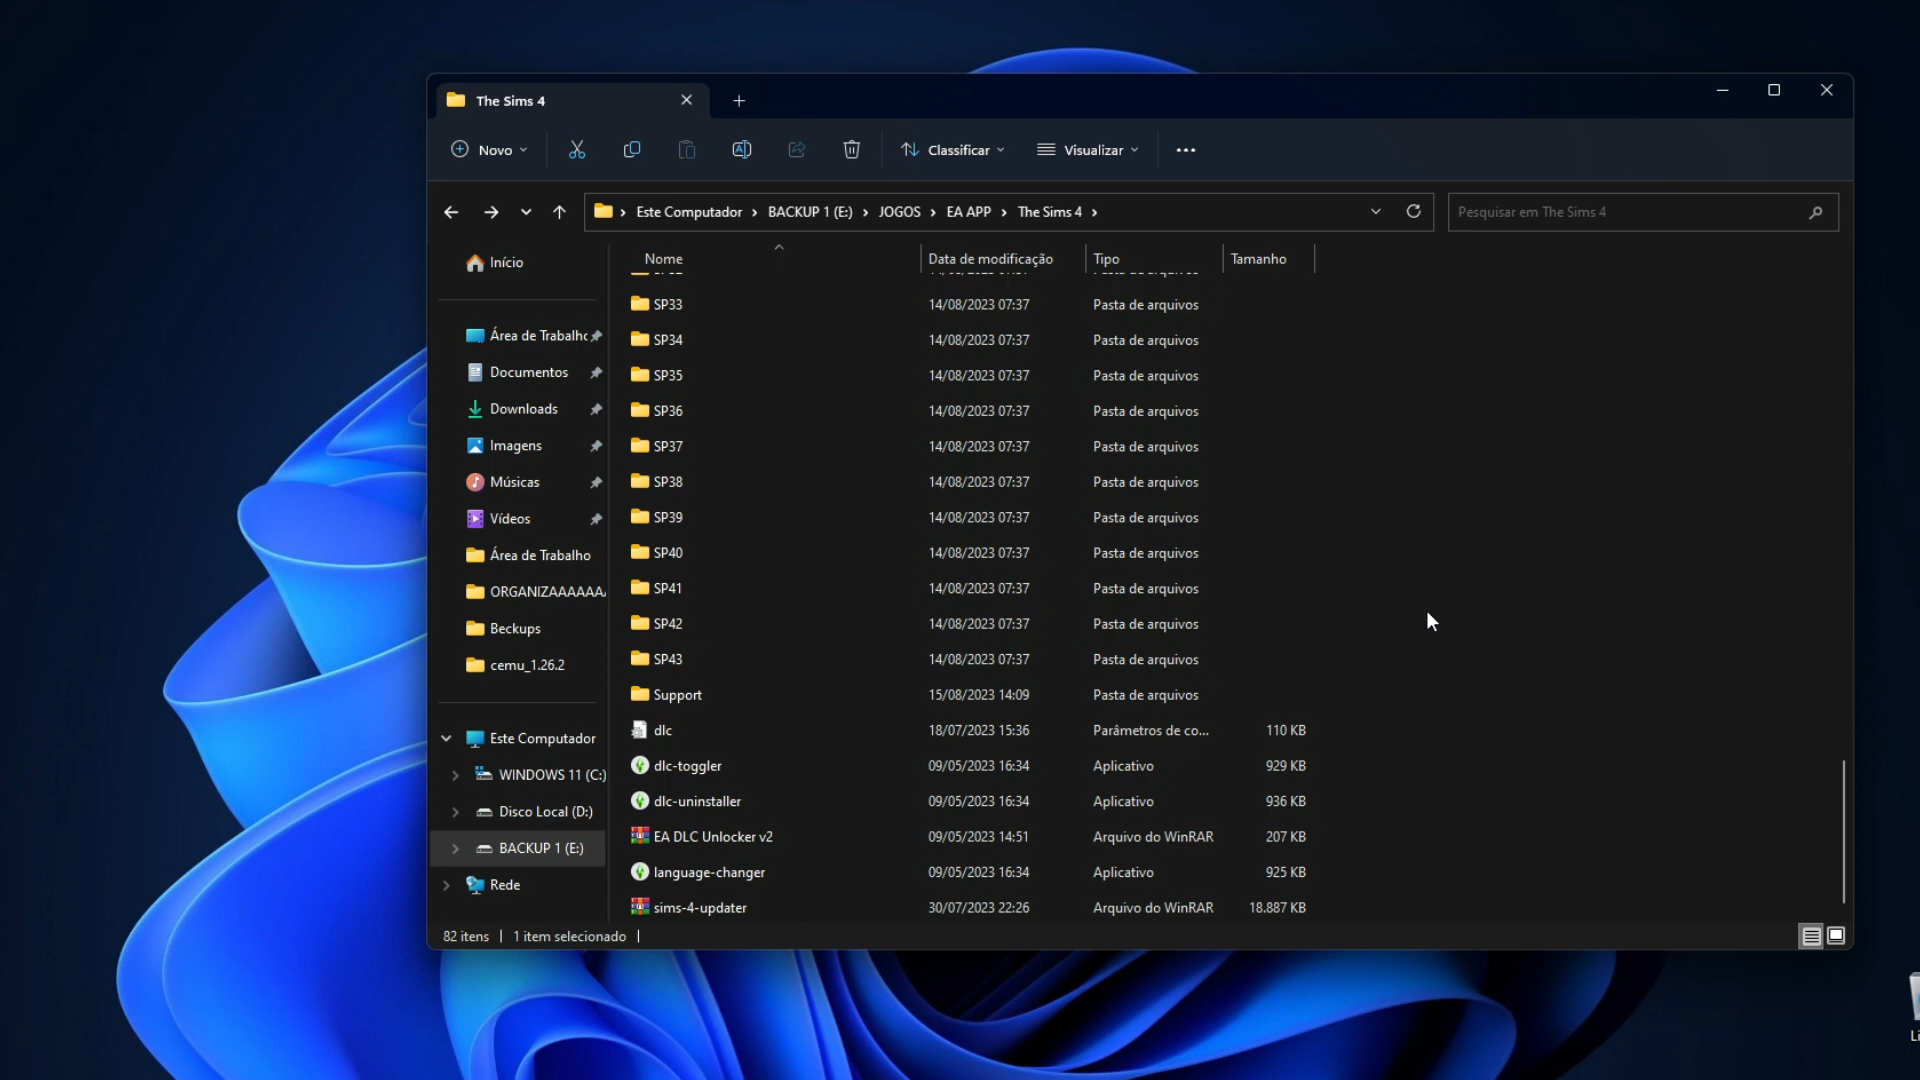 The Sims 4
Novo
Classificar
Visualizar
Este Computador > BACKUP 1 (E:) > JOGOS > EA APP > The Sims 4 >
Pesquisar em The Sims 4
Início
Área de Trabalho
Documentos
Downloads
Imagens
Músicas
Vídeos
Área de Trabalho
ORGANIZAAAAAA
Beckups
cemu_1.26.2
Este Computador
WINDOWS 11 (C:)
Disco Local (D:)
BACKUP 1 (E:)
Rede
Nome Data de modificação Tipo Tamanho
SP33 14/08/2023 07:37 Pasta de arquivos
SP34 14/08/2023 07:37 Pasta de arquivos
SP35 14/08/2023 07:37 Pasta de arquivos
SP36 14/08/2023 07:37 Pasta de arquivos
SP37 14/08/2023 07:37 Pasta de arquivos
SP38 14/08/2023 07:37 Pasta de arquivos
SP39 14/08/2023 07:37 Pasta de arquivos
SP40 14/08/2023 07:37 Pasta de arquivos
SP41 14/08/2023 07:37 Pasta de arquivos
SP42 14/08/2023 07:37 Pasta de arquivos
SP43 14/08/2023 07:37 Pasta de arquivos
Support 15/08/2023 14:09 Pasta de arquivos
dlc 18/07/2023 15:36 Parâmetros de co... 110 KB
dlc-toggler 09/05/2023 16:34 Aplicativo 929 KB
dlc-uninstaller 09/05/2023 16:34 Aplicativo 936 KB
EA DLC Unlocker v2 09/05/2023 14:51 Arquivo do WinRAR 207 KB
language-changer 09/05/2023 16:34 Aplicativo 925 KB
sims-4-updater 30/07/2023 22:26 Arquivo do WinRAR 18.887 KB
82 itens | 1 item selecionado |